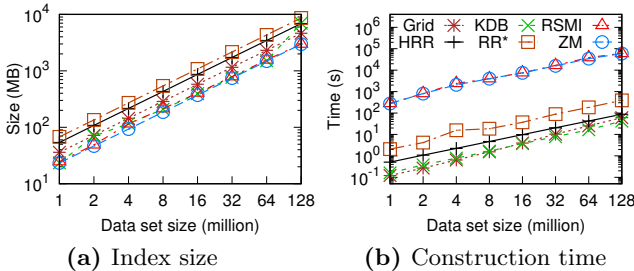 10^4
10^3
10^2
10^1
Size (MB)
1 2 4 8 16 32 64 128
Data set size (million)
(a) Index size
Grid KDB RSMI
HRR RR* ZM
10^6
10^5
10^4
10^3
10^2
10^1
10^0
10^-1
Time (s)
1 2 4 8 16 32 64 128
Data set size (million)
(b) Construction time